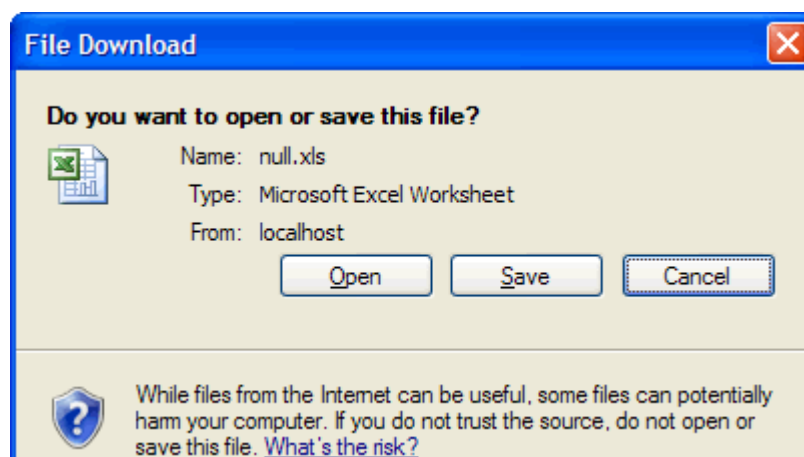 File Download
Do you want to open or save this file?
Name: null.xls
Type: Microsoft Excel Worksheet
From: localhost
Open Save Cancel
While files from the Internet can be useful, some files can potentially
harm your computer. If you do not trust the source, do not open or
save this file. What's the risk?